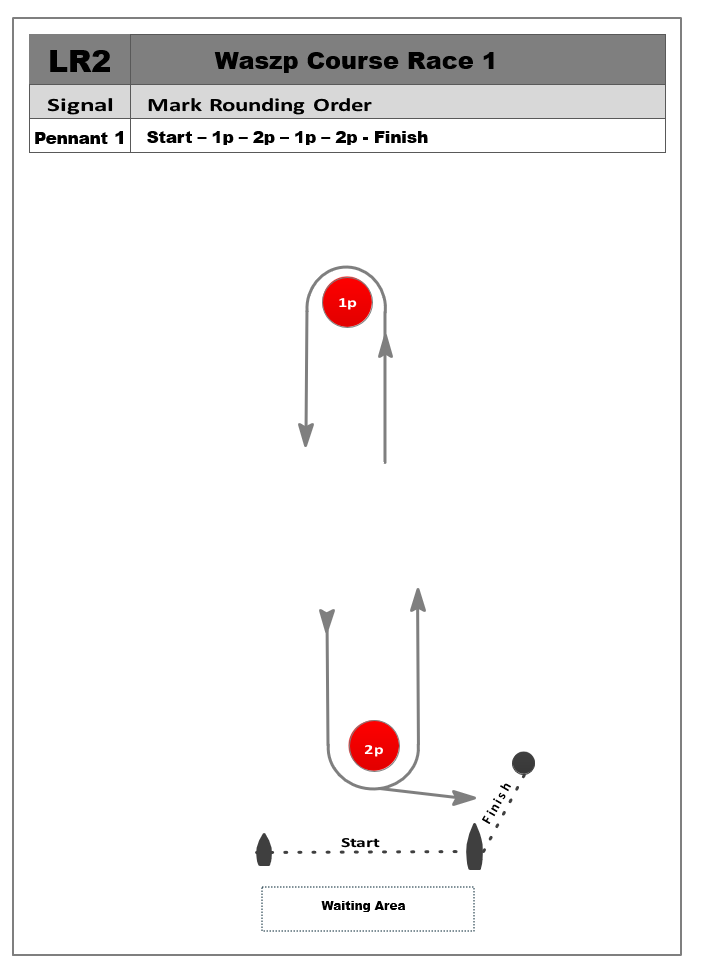 LR2 Waszp Course Race 1
Signal Mark Rounding Order
Pennant 1 Start – 1p – 2p – 1p – 2p - Finish
1p
2p
Finish
Start
Waiting Area